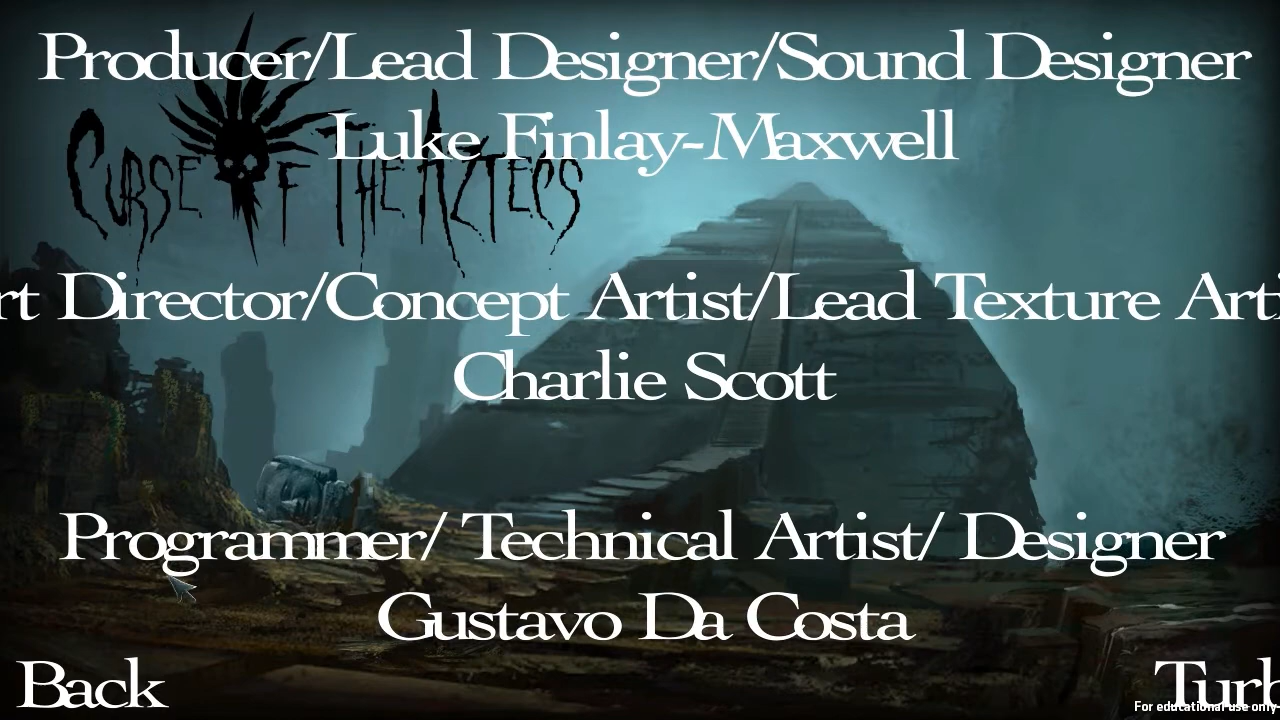 Producer/Lead Designer/Sound Designer
Luke Finlay-Maxwell
Curse Of The Aztecs
rt Director/Concept Artist/Lead Texture Arti
Charlie Scott
Programmer/ Technical Artist/ Designer
Gustavo Da Costa
Back
Turb
For educational use only